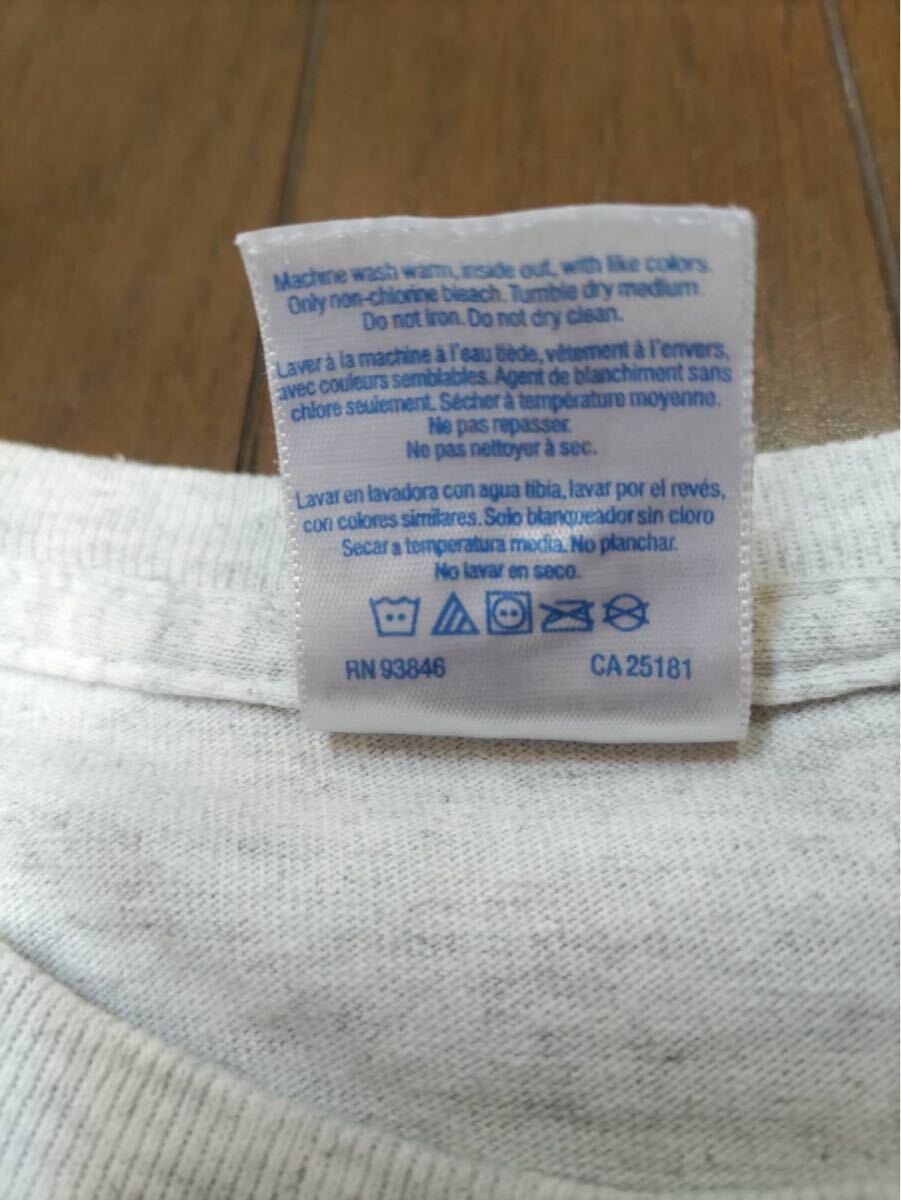 Machine wash warm, inside out, with like colors.
Only non-chlorine bleach. Tumble dry medium.
Do not iron. Do not dry clean.
Laver à la machine à l'eau tiède, vêtement à l'envers,
avec couleurs semblables. Agent de blanchiment sans
chlore seulement. Sécher à température moyenne.
Ne pas repasser.
Ne pas nettoyer à sec.
Lavar en lavadora con agua tibia, lavar por el revés,
con colores similares. Solo blanqueador sin cloro
Secar a temperatura media. No planchar.
No lavar en seco.
RN 93846 CA 25181